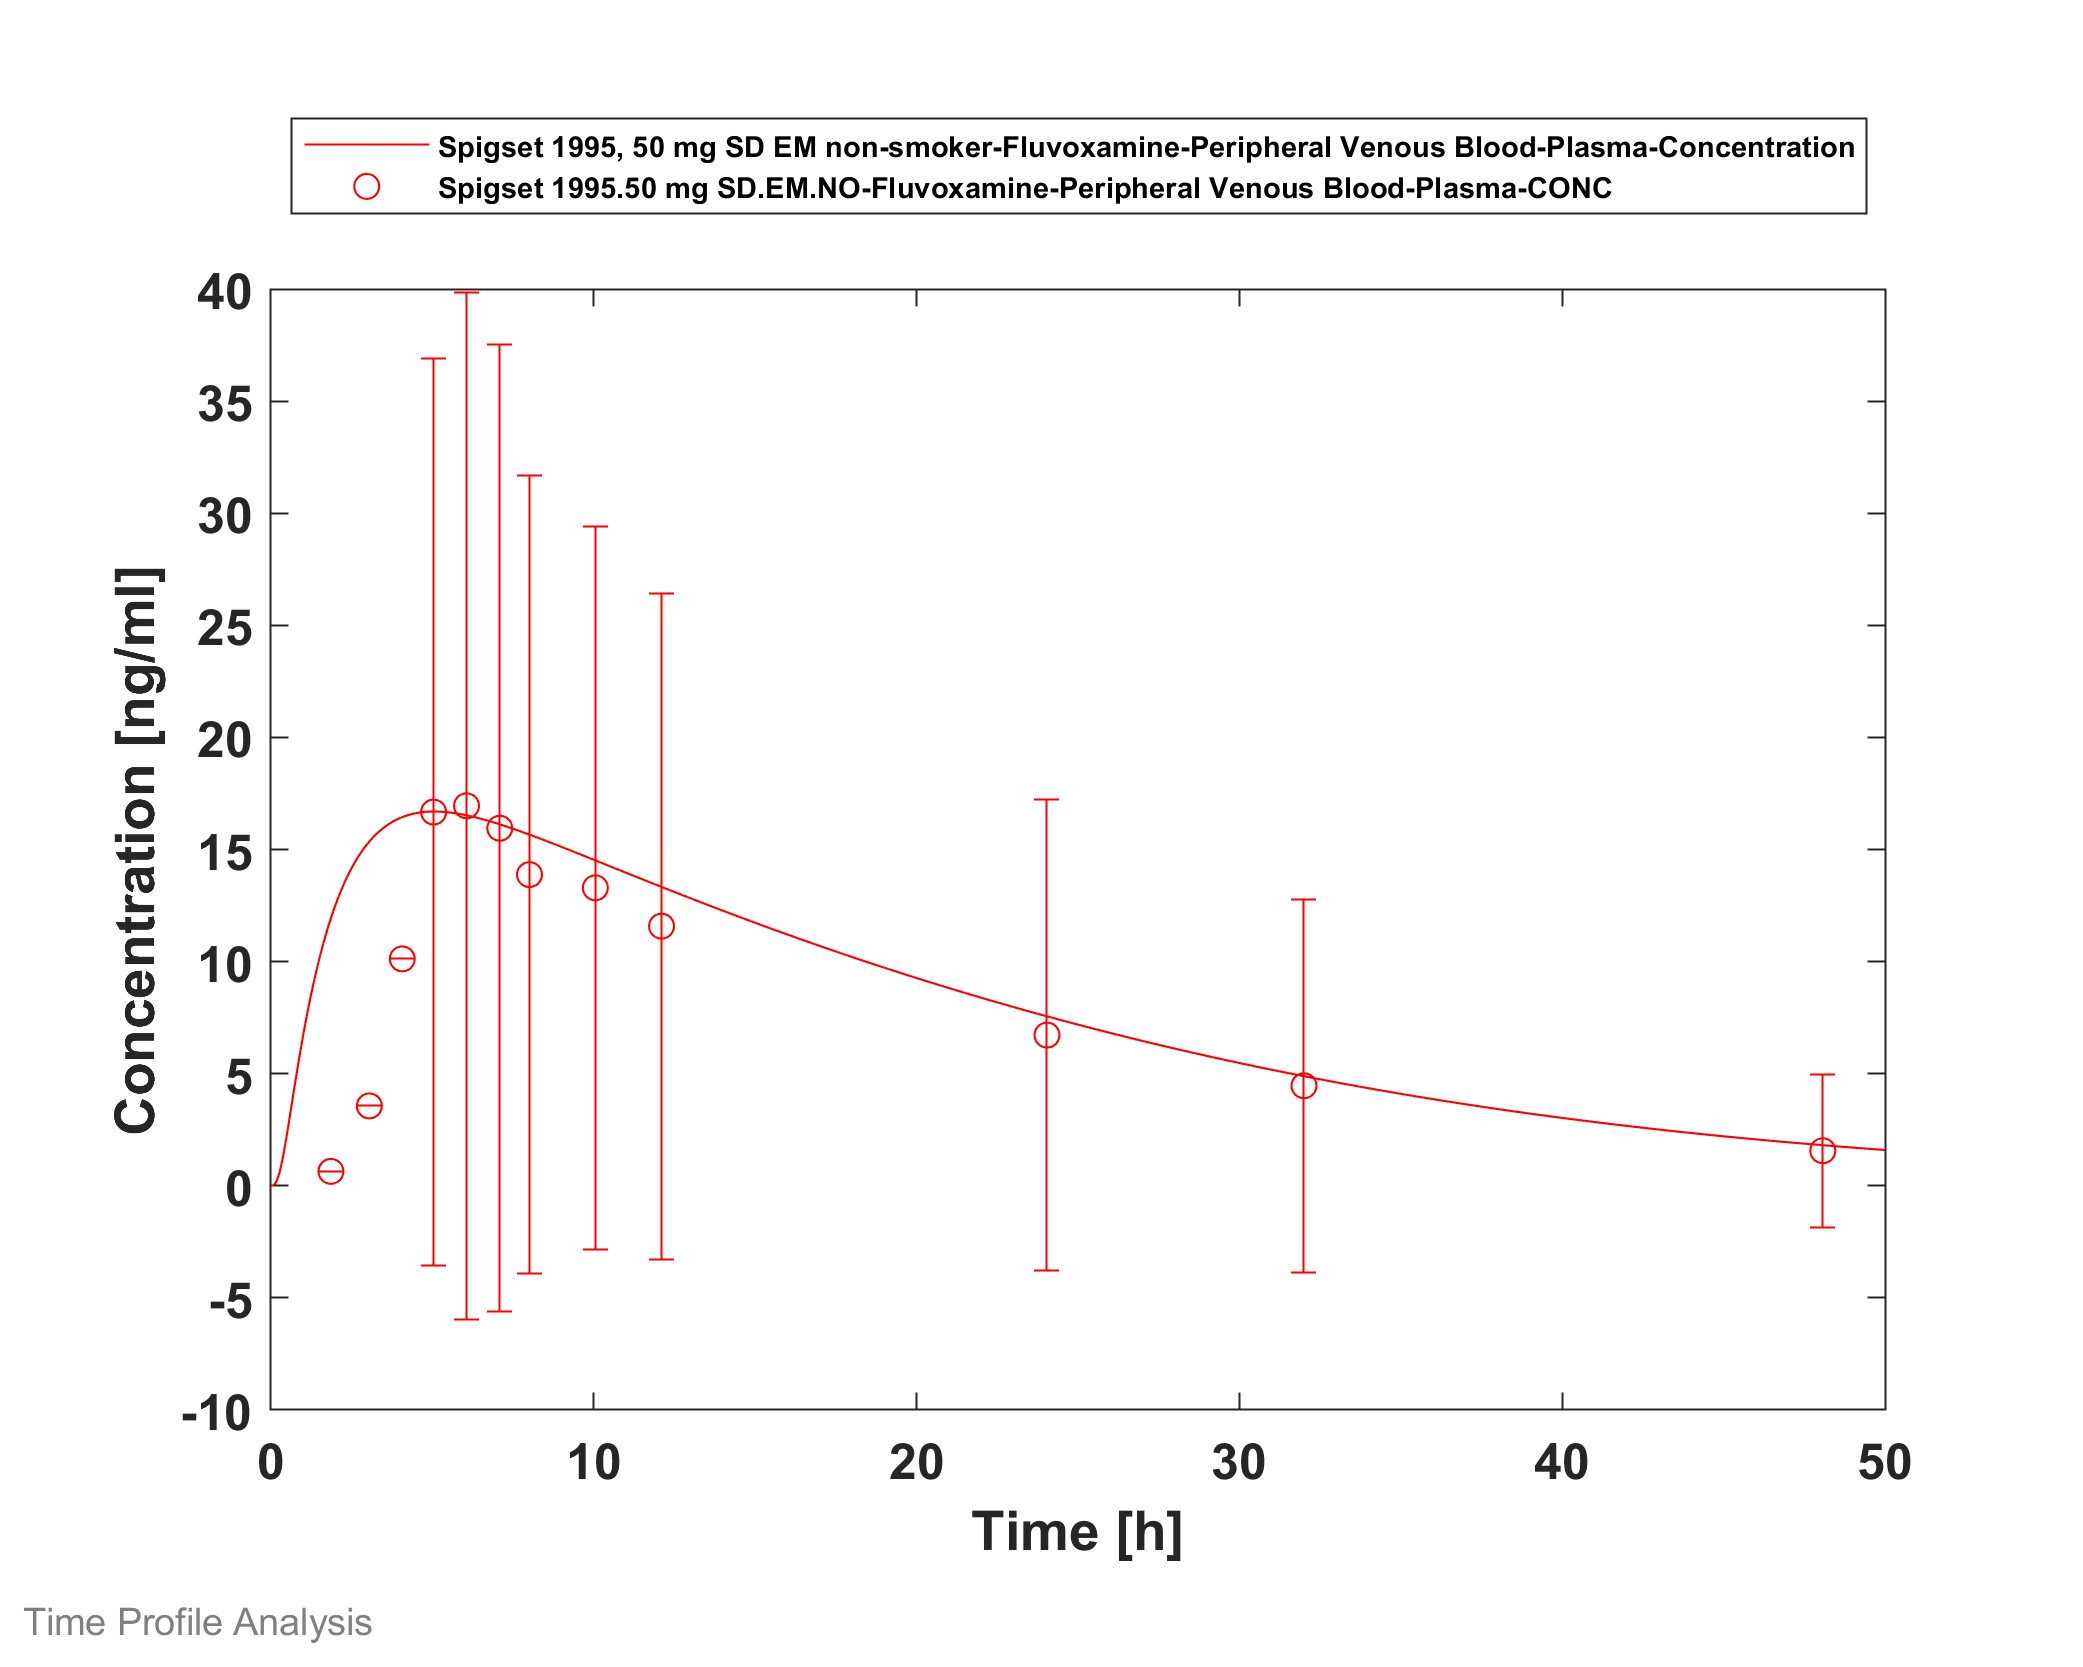 Spigset 1995, 50 mg SD EM non-smoker-Fluvoxamine-Peripheral Venous Blood-Plasma-Concentration
Spigset 1995.50 mg SD.EM.NO-Fluvoxamine-Peripheral Venous Blood-Plasma-CONC
40
35
30
25
20
15
10
5
0
-5
-10
Concentration [ng/ml]
0 10 20 30 40 50
Time [h]
Time Profile Analysis